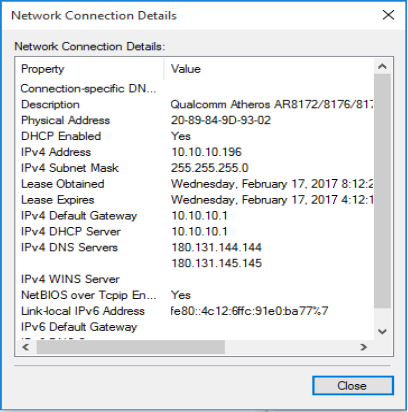 Network Connection Details
Network Connection Details:
Property Value
Connection-specific DN...
Description Qualcomm Atheros AR8172/8176/817
Physical Address 20-89-84-9D-93-02
DHCP Enabled Yes
IPv4 Address 10.10.10.196
IPv4 Subnet Mask 255.255.255.0
Lease Obtained Wednesday, February 17, 2017 8:12:2
Lease Expires Wednesday, February 17, 2017 4:12:1
IPv4 Default Gateway 10.10.10.1
IPv4 DHCP Server 10.10.10.1
IPv4 DNS Servers 180.131.144.144
180.131.145.145
IPv4 WINS Server
NetBIOS over Tcpip En... Yes
Link-local IPv6 Address fe80::4c12:6ffc:91e0:ba77%7
IPv6 Default Gateway
Close